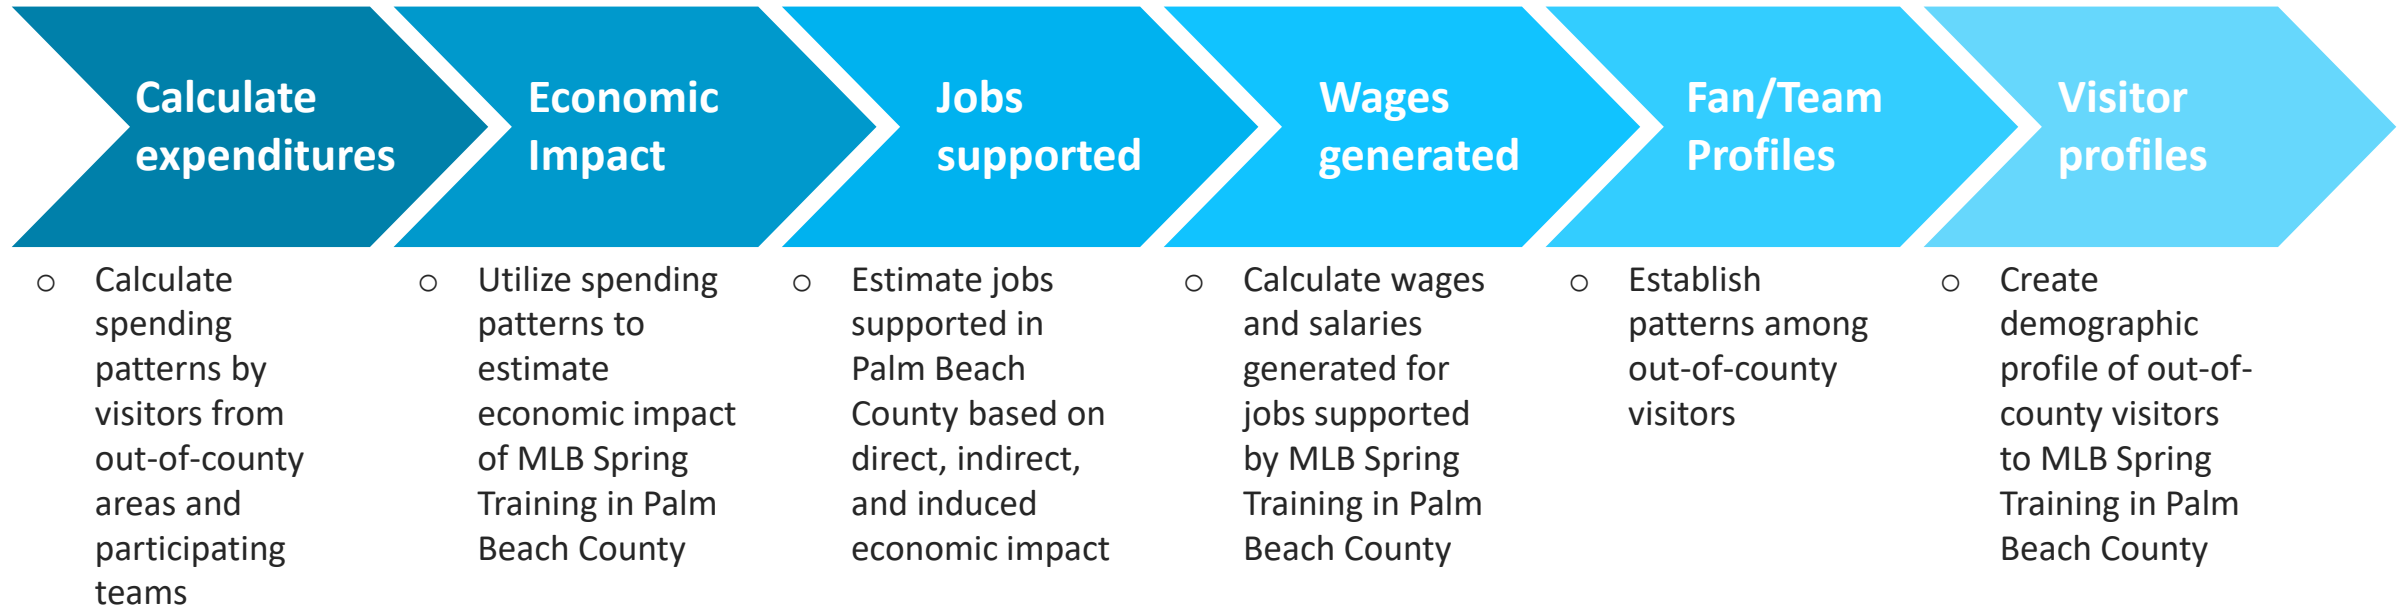 Calculate
expenditures
Economic
Impact
Jobs
supported
Wages
generated
Fan/Team
Profiles
Visitor
profiles
○ Calculate
spending
patterns by
visitors from
out-of-county
areas and
participating
teams
○ Utilize spending
patterns to
estimate
economic impact
of MLB Spring
Training in Palm
Beach County
○ Estimate jobs
supported in
Palm Beach
County based on
direct, indirect,
and induced
economic impact
○ Calculate wages
and salaries
generated for
jobs supported
by MLB Spring
Training in Palm
Beach County
○ Establish
patterns among
out-of-county
visitors
○ Create
demographic
profile of out-of-
county visitors
to MLB Spring
Training in Palm
Beach County